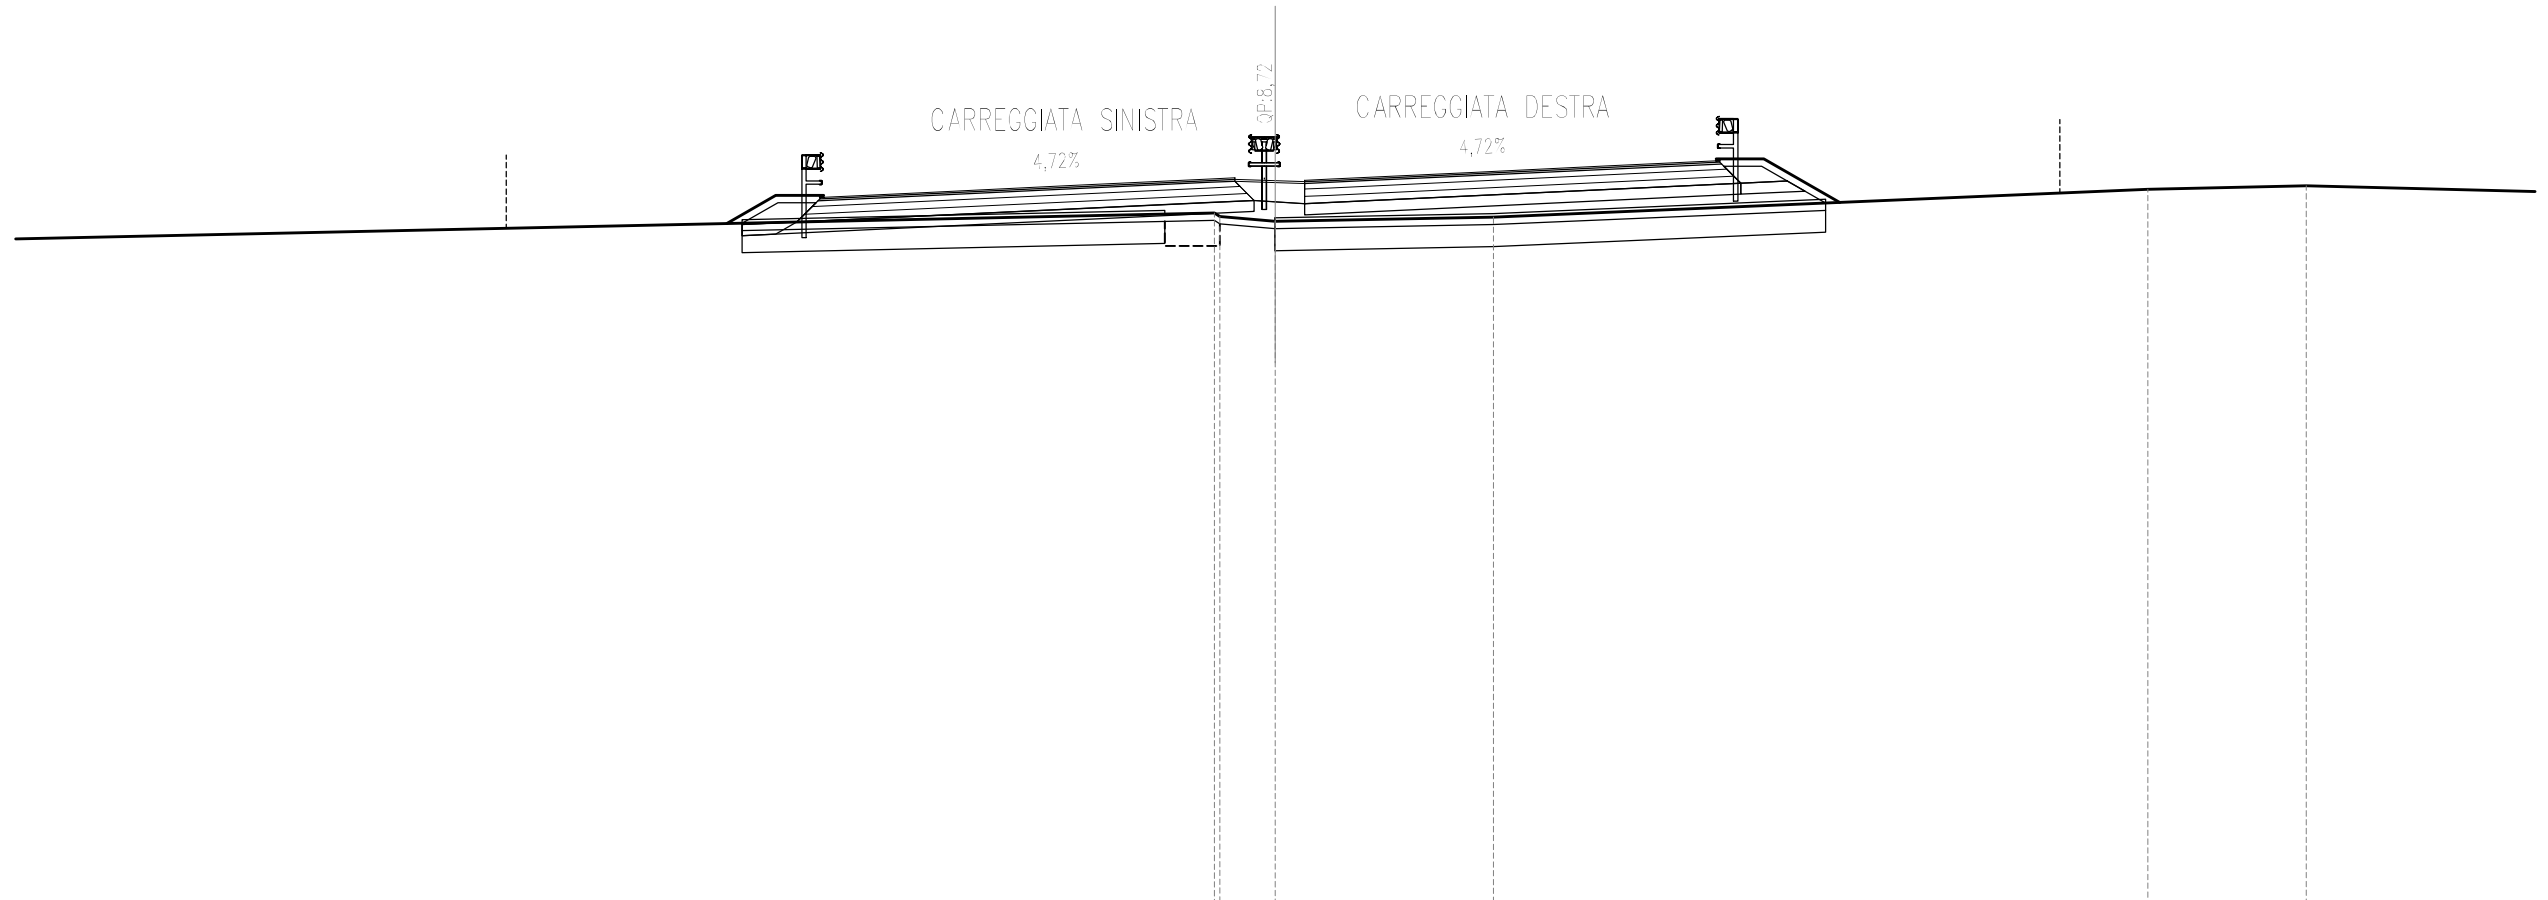 QP:8,72
CARREGGIATA SINISTRA
4,72%
CARREGGIATA DESTRA
4,72%